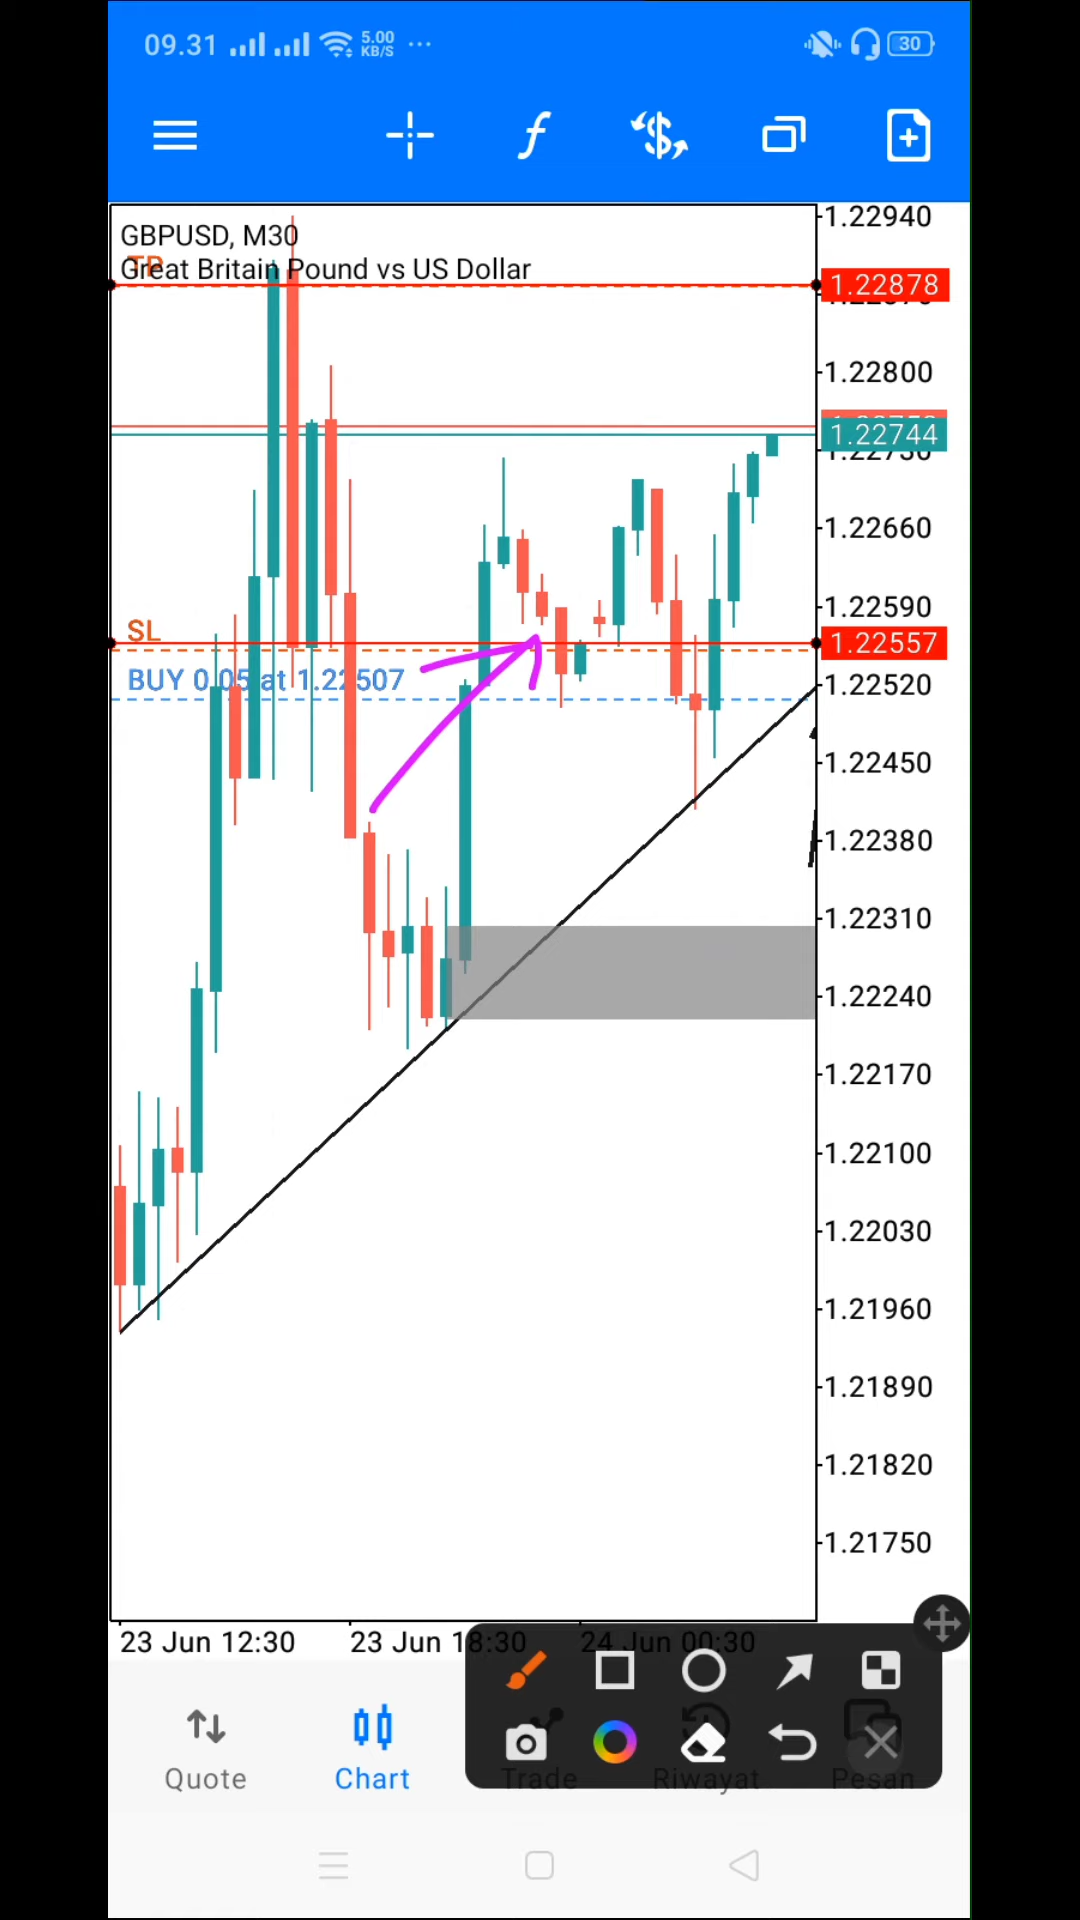 09.31 5.00 KB/S ... 30
GBPUSD, M30
Great Britain Pound vs US Dollar
TP
1.22940
1.22878
1.22800
1.22744
1.22730
1.22660
1.22590
SL
1.22557
BUY 0.05 at 1.22507
1.22520
1.22450
1.22380
1.22310
1.22240
1.22170
1.22100
1.22030
1.21960
1.21890
1.21820
1.21750
23 Jun 12:30 23 Jun 18:30 24 Jun 00:30
Quote Chart Trade Riwayat Pesan